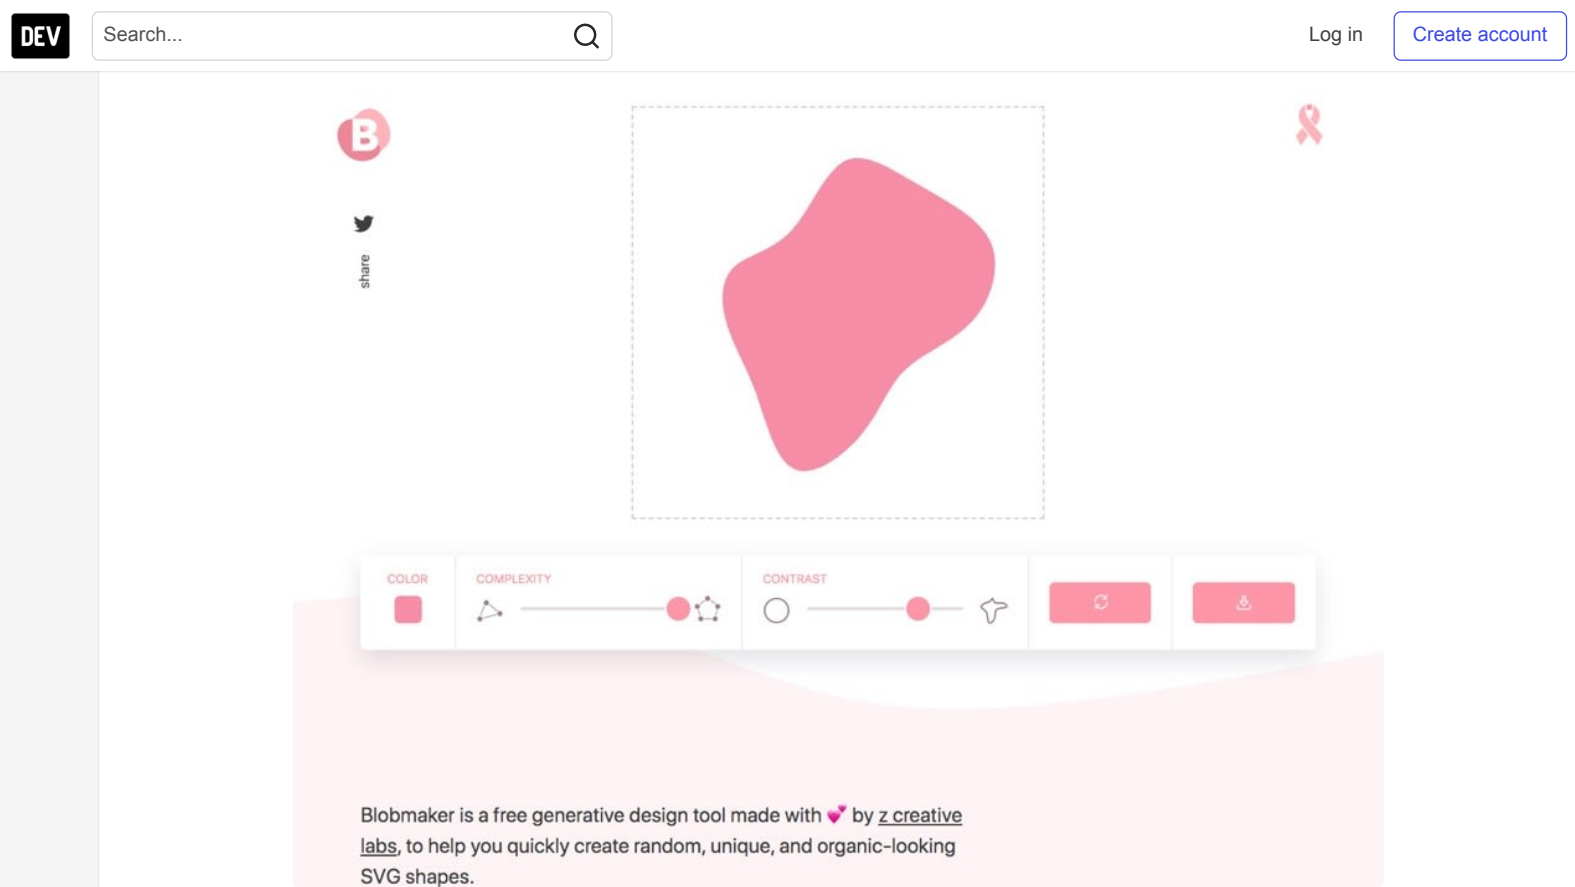 DEV
Search...
Log in
Create account
B
share
COLOR
COMPLEXITY
CONTRAST
Blobmaker is a free generative design tool made with 💕 by z creative
labs, to help you quickly create random, unique, and organic-looking
SVG shapes.